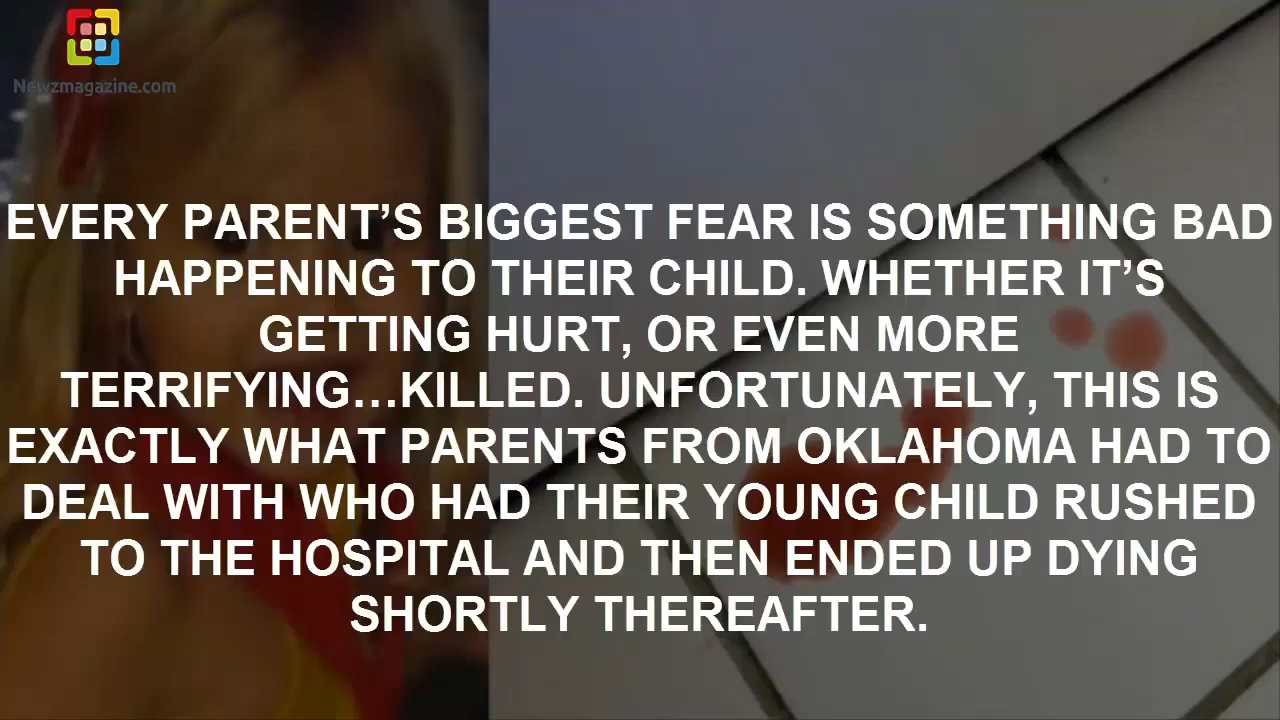 Newzmagazine.com
EVERY PARENT’S BIGGEST FEAR IS SOMETHING BAD
HAPPENING TO THEIR CHILD. WHETHER IT’S
GETTING HURT, OR EVEN MORE
TERRIFYING…KILLED. UNFORTUNATELY, THIS IS
EXACTLY WHAT PARENTS FROM OKLAHOMA HAD TO
DEAL WITH WHO HAD THEIR YOUNG CHILD RUSHED
TO THE HOSPITAL AND THEN ENDED UP DYING
SHORTLY THEREAFTER.